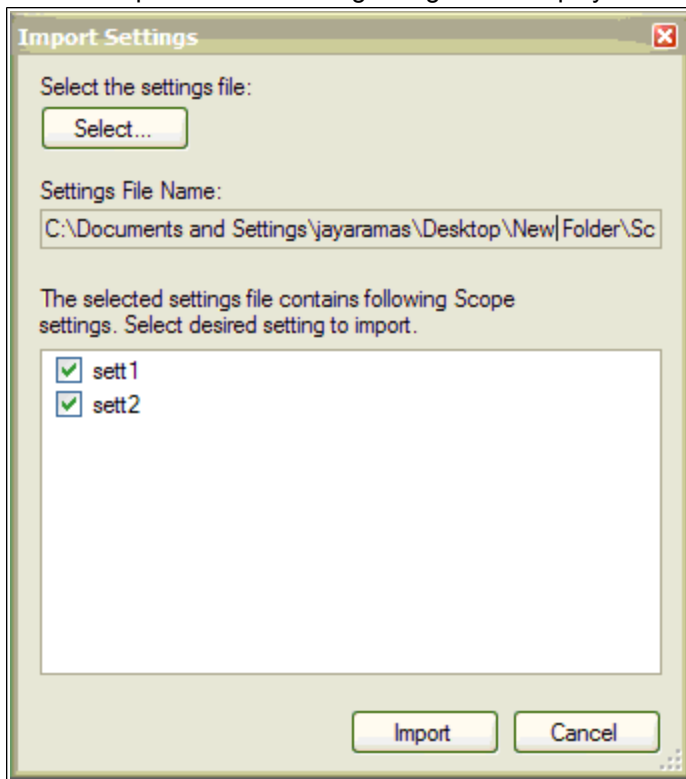 Import Settings
Select the settings file:
Select...
Settings File Name:
C:\Documents and Settings\jayaramas\Desktop\New Folder\Sc
The selected settings file contains following Scope
settings. Select desired setting to import.
sett1
sett2
Import
Cancel